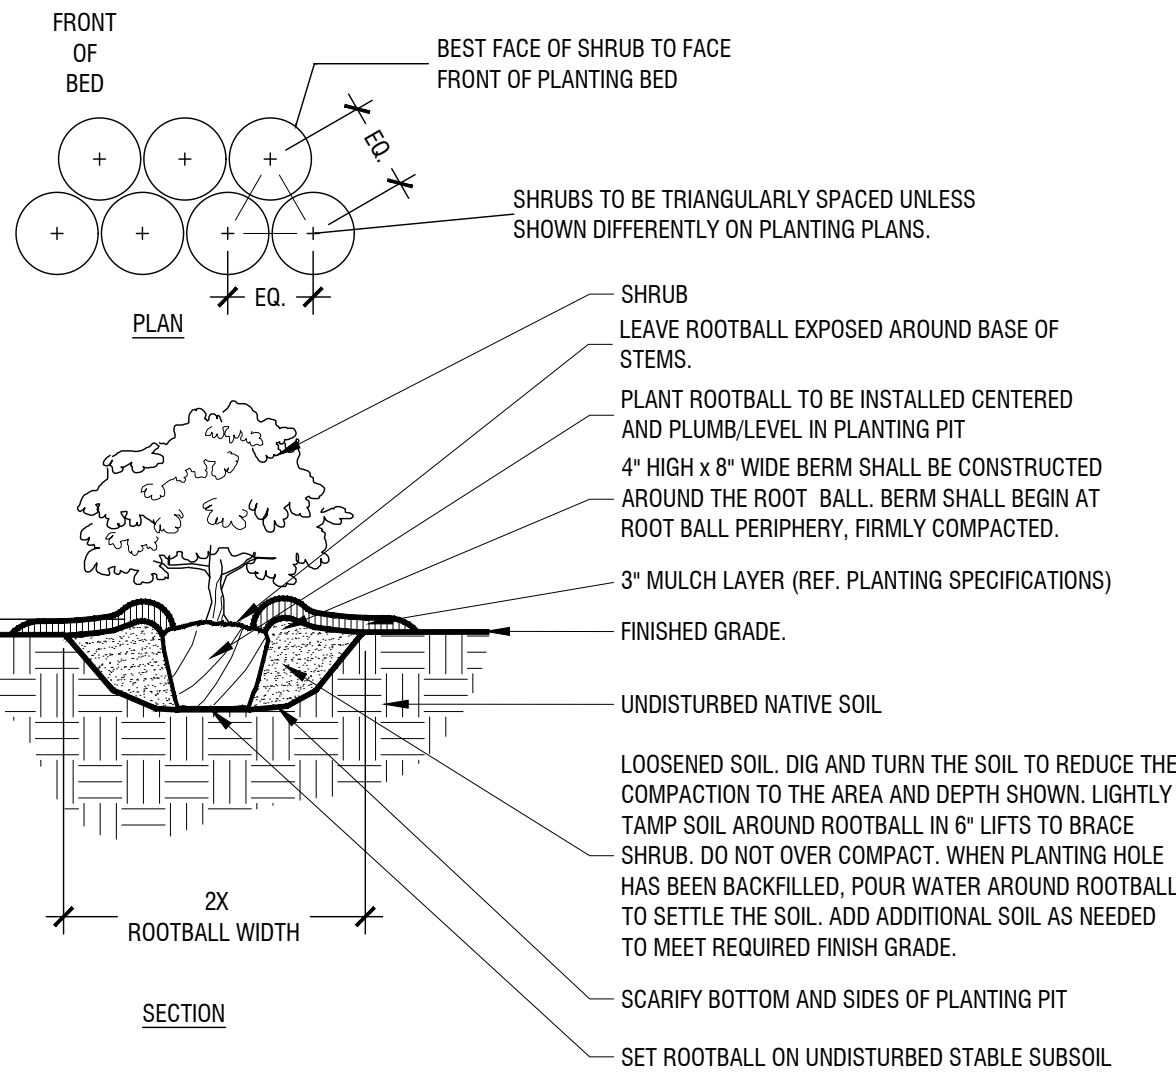 FRONT
OF
BED
BEST FACE OF SHRUB TO FACE
FRONT OF PLANTING BED
EQ.
SHRUBS TO BE TRIANGULARLY SPACED UNLESS
SHOWN DIFFERENTLY ON PLANTING PLANS.
EQ.
PLAN
SHRUB
LEAVE ROOTBALL EXPOSED AROUND BASE OF
STEMS.
PLANT ROOTBALL TO BE INSTALLED CENTERED
AND PLUMB/LEVEL IN PLANTING PIT
4" HIGH x 8" WIDE BERM SHALL BE CONSTRUCTED
AROUND THE ROOT BALL. BERM SHALL BEGIN AT
ROOT BALL PERIPHERY, FIRMLY COMPACTED.
3" MULCH LAYER (REF. PLANTING SPECIFICATIONS)
FINISHED GRADE.
UNDISTURBED NATIVE SOIL
LOOSENED SOIL. DIG AND TURN THE SOIL TO REDUCE THE
COMPACTION TO THE AREA AND DEPTH SHOWN. LIGHTLY
TAMP SOIL AROUND ROOTBALL IN 6" LIFTS TO BRACE
SHRUB. DO NOT OVER COMPACT. WHEN PLANTING HOLE
HAS BEEN BACKFILLED, POUR WATER AROUND ROOTBALL
TO SETTLE THE SOIL. ADD ADDITIONAL SOIL AS NEEDED
TO MEET REQUIRED FINISH GRADE.
2X
ROOTBALL WIDTH
SCARIFY BOTTOM AND SIDES OF PLANTING PIT
SECTION
SET ROOTBALL ON UNDISTURBED STABLE SUBSOIL